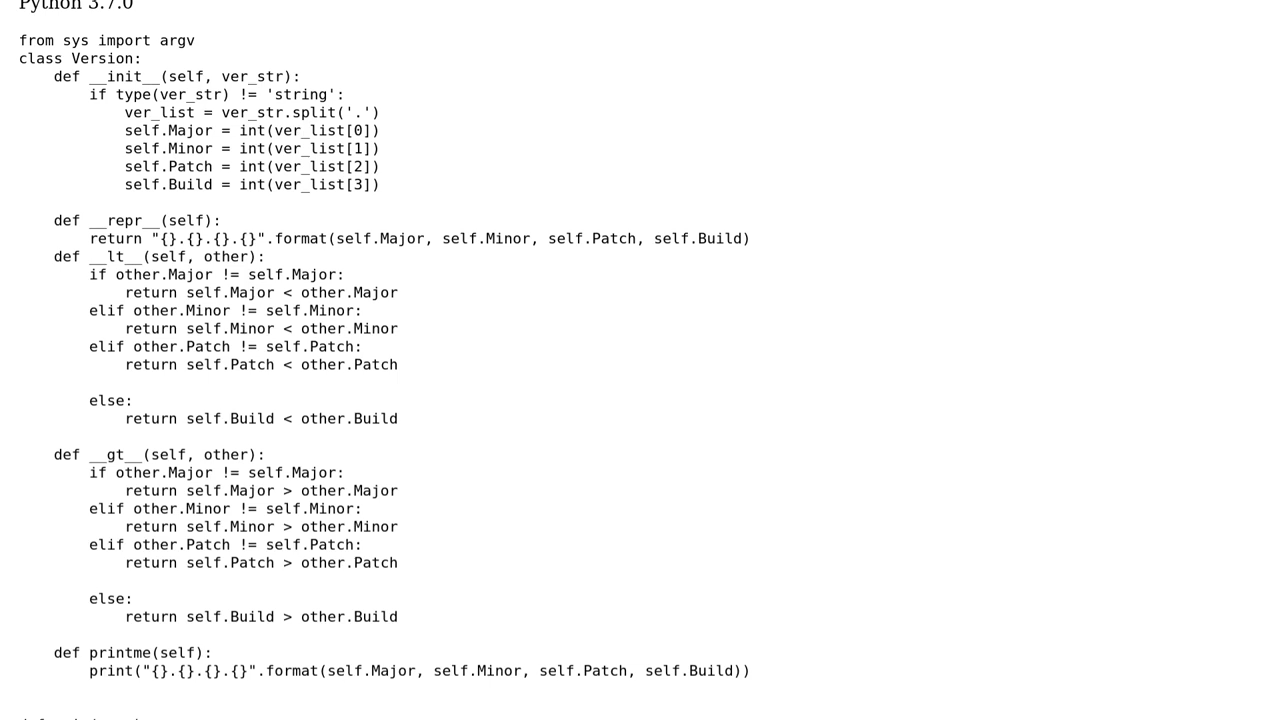 Python 3.7.0
from sys import argv
class Version:
    def __init__(self, ver_str):
        if type(ver_str) != 'string':
            ver_list = ver_str.split('.')
            self.Major = int(ver_list[0])
            self.Minor = int(ver_list[1])
            self.Patch = int(ver_list[2])
            self.Build = int(ver_list[3])
    def __repr__(self):
        return "{}.{}.{}.{}".format(self.Major, self.Minor, self.Patch, self.Build)
    def __lt__(self, other):
        if other.Major != self.Major:
            return self.Major < other.Major
        elif other.Minor != self.Minor:
            return self.Minor < other.Minor
        elif other.Patch != self.Patch:
            return self.Patch < other.Patch
        else:
            return self.Build < other.Build
    def __gt__(self, other):
        if other.Major != self.Major:
            return self.Major > other.Major
        elif other.Minor != self.Minor:
            return self.Minor > other.Minor
        elif other.Patch != self.Patch:
            return self.Patch > other.Patch
        else:
            return self.Build > other.Build
    def printme(self):
        print("{}.{}.{}.{}".format(self.Major, self.Minor, self.Patch, self.Build))